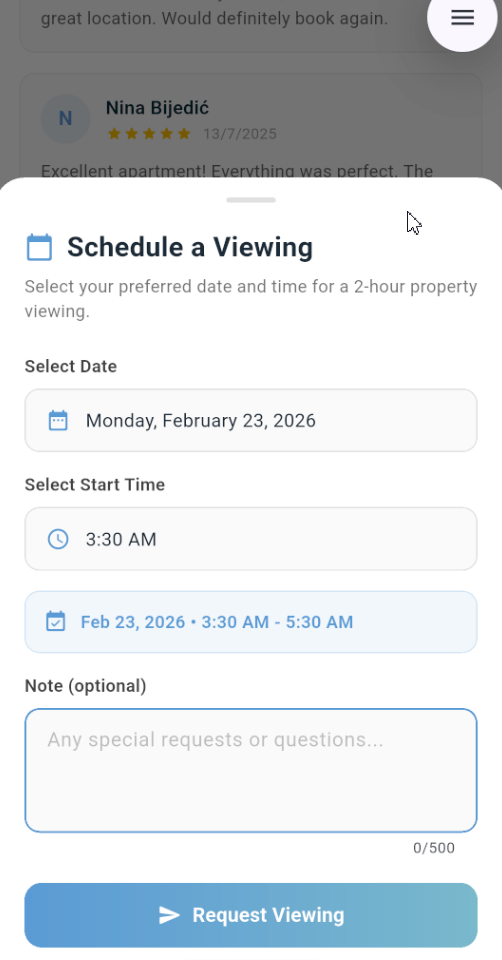 great location. Would definitely book again.
N
Nina Bijedić
13/7/2025
Excellent apartment! Everything was perfect. The
Schedule a Viewing
Select your preferred date and time for a 2-hour property
viewing.
Select Date
Monday, February 23, 2026
Select Start Time
3:30 AM
Feb 23, 2026 • 3:30 AM - 5:30 AM
Note (optional)
Any special requests or questions...
0/500
Request Viewing